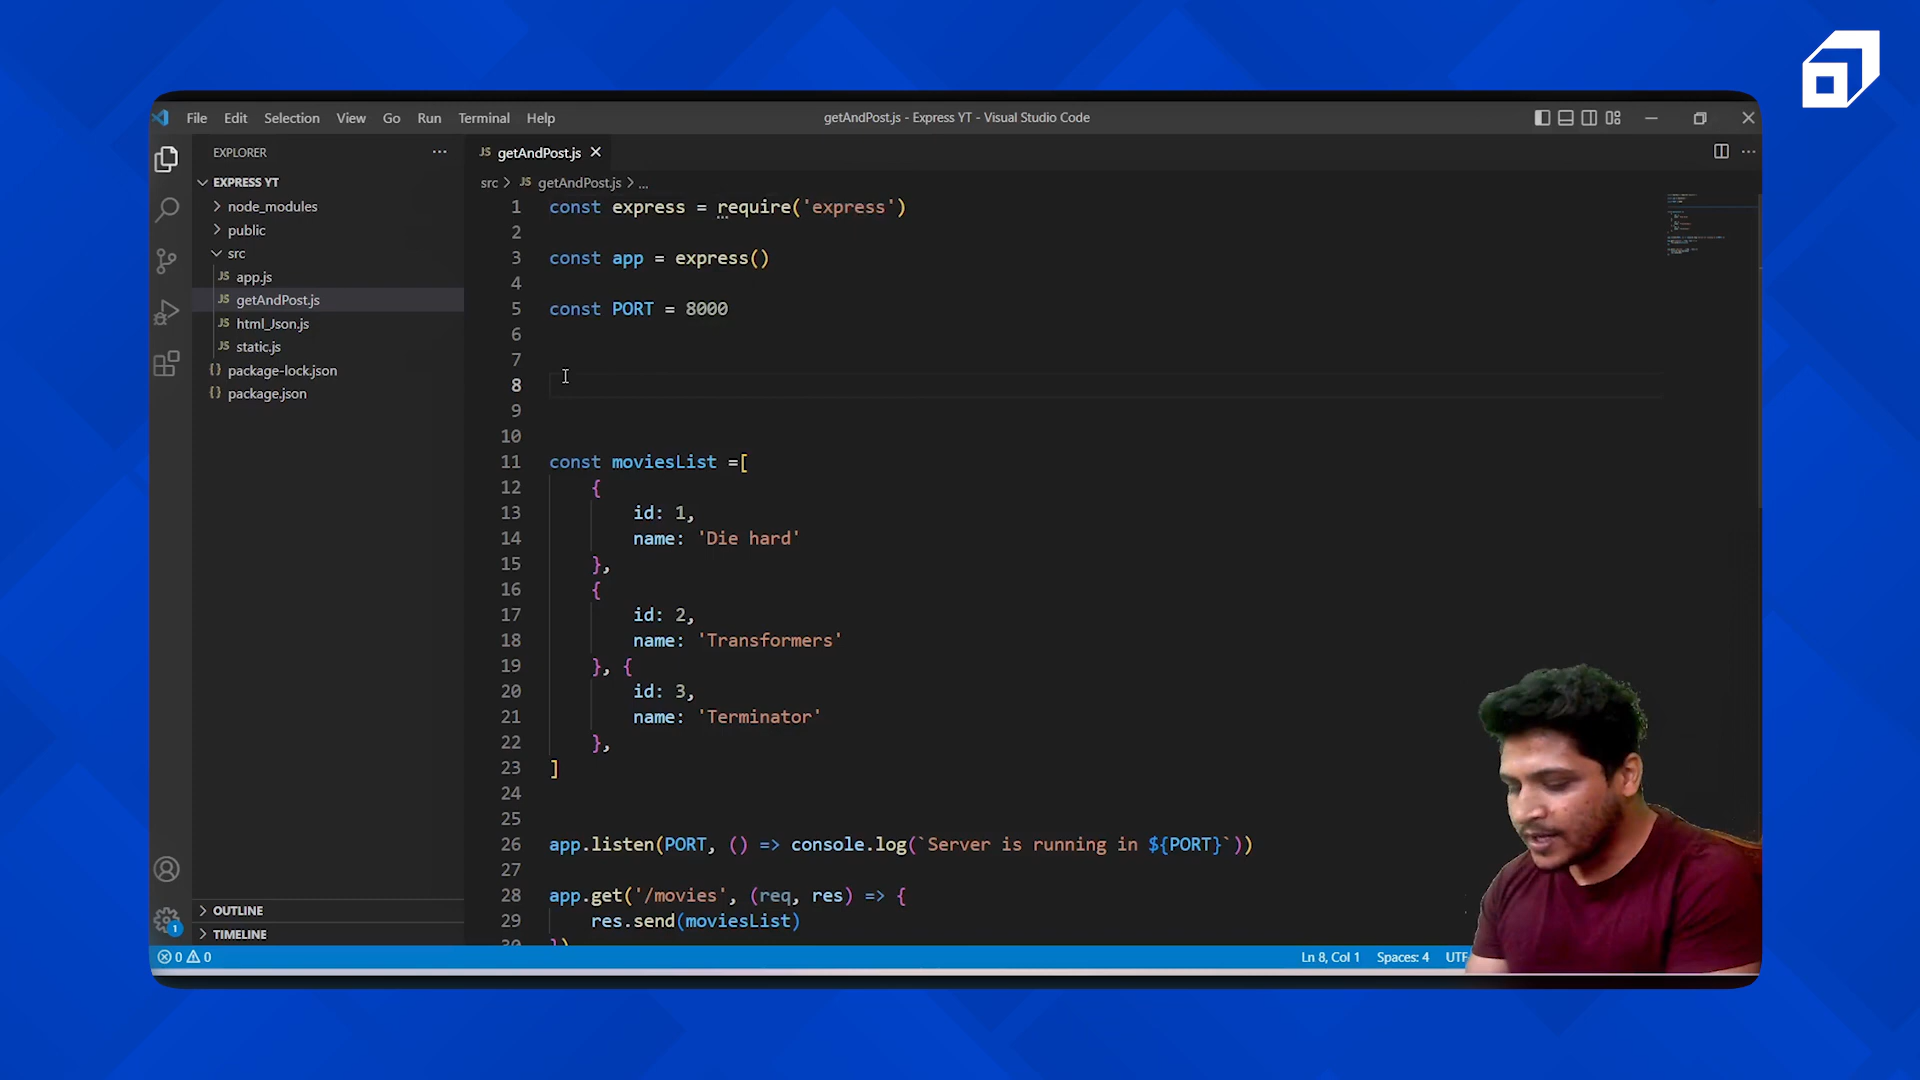 File Edit Selection View Go Run Terminal Help
getAndPost.js - Express YT - Visual Studio Code
EXPLORER
EXPRESS YT
node_modules
public
src
JS app.js
JS getAndPost.js
JS html_Json.js
JS static.js
{} package-lock.json
{} package.json
OUTLINE
TIMELINE
JS getAndPost.js
src > JS getAndPost.js > ...
1 const express = require('express')
2
3 const app = express()
4
5 const PORT = 8000
6
7
8
9
10
11 const moviesList =[
12 {
13 id: 1,
14 name: 'Die hard'
15 },
16 {
17 id: 2,
18 name: 'Transformers'
19 }, {
20 id: 3,
21 name: 'Terminator'
22 },
23 ]
24
25
26 app.listen(PORT, () => console.log(`Server is running in ${PORT}`))
27
28 app.get('/movies', (req, res) => {
29 res.send(moviesList)
30 })
1
0 0
Ln 8, Col 1 Spaces: 4 UTF